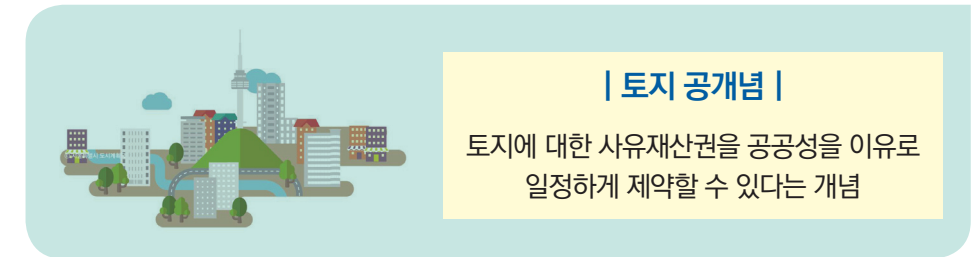 | 토지 공개념 |
토지에 대한 사유재산권을 공공성을 이유로
일정하게 제약할 수 있다는 개념